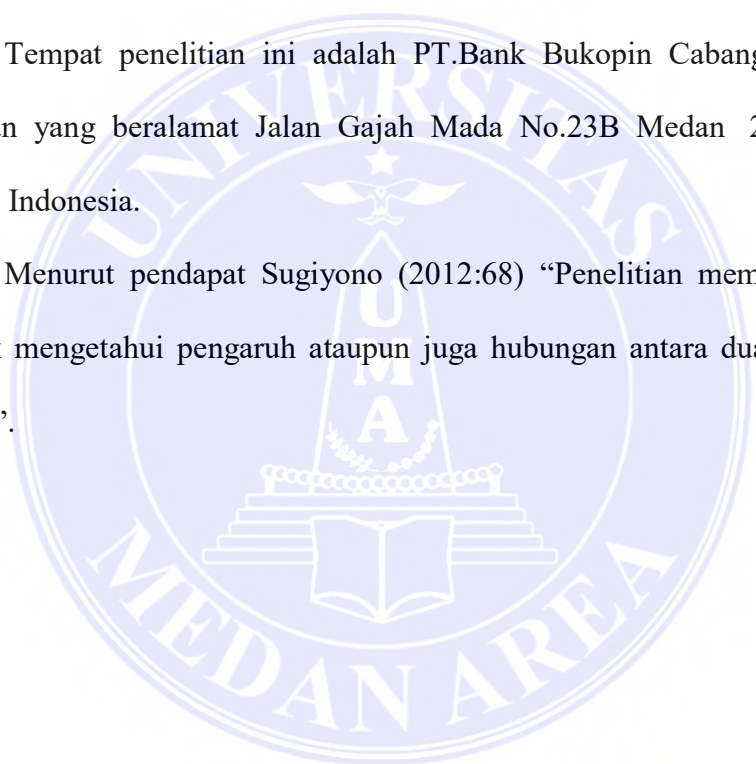 Tempat penelitian ini adalah PT.Bank Bukopin Cabang
n yang beralamat Jalan Gajah Mada No.23B Medan 2
Indonesia.
Menurut pendapat Sugiyono (2012:68) “Penelitian mem
mengetahui pengaruh ataupun juga hubungan antara dua
”.
UNIVERSITAS
UMA
MEDAN AREA